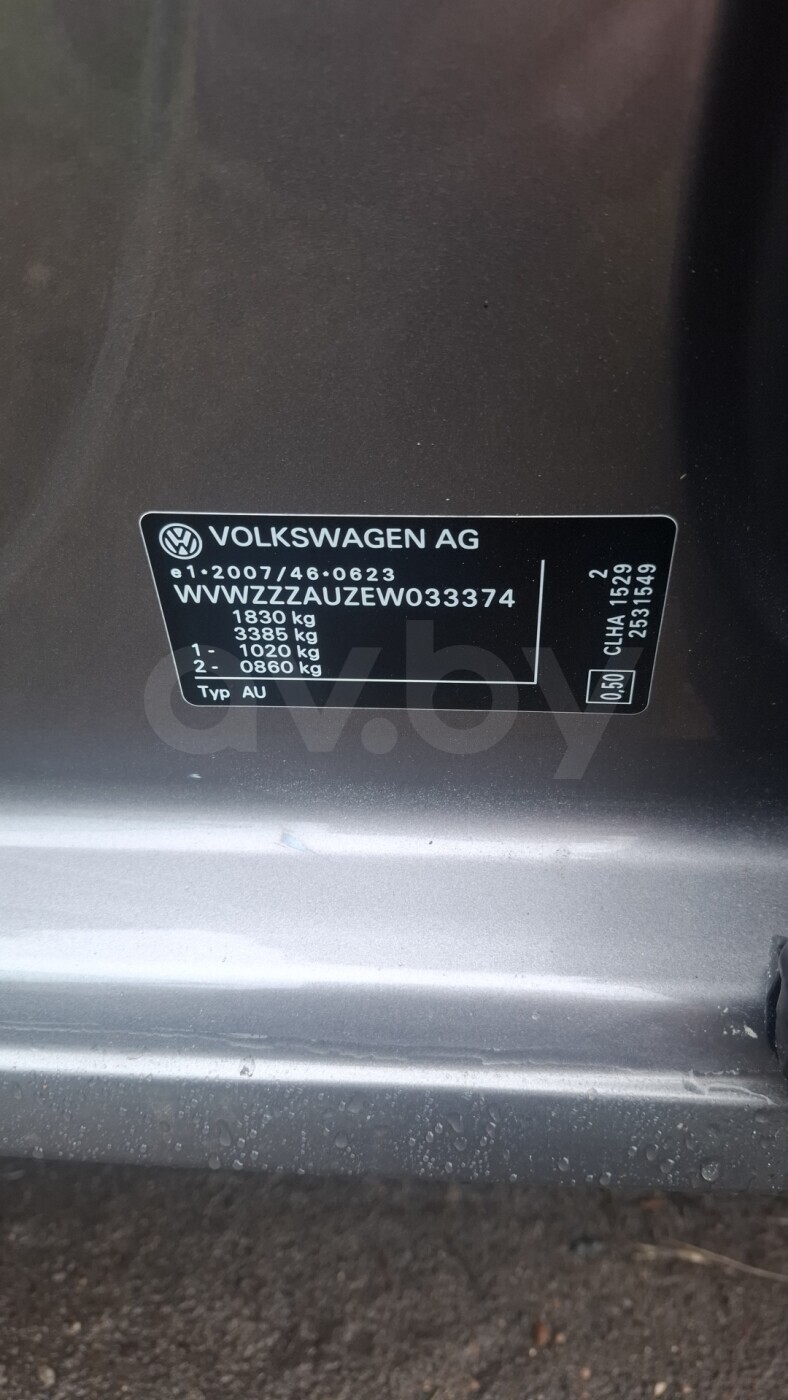 VOLKSWAGEN AG
e1•2007/46•0623
WVWZZZAUZEW033374
1830 kg
3385 kg
1 - 1020 kg
2 - 0860 kg
Typ AU
2
CLHA 1529
2531549
0,50
av.by